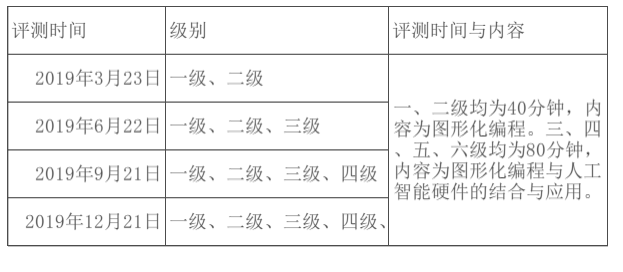 评测时间 级别 评测时间与内容
2019年3月23日 一级、二级
2019年6月22日 一级、二级、三级
2019年9月21日 一级、二级、三级、四级
2019年12月21日 一级、二级、三级、四级、
一、二级均为40分钟，内
容为图形化编程。三、四
、五、六级均为80分钟，
内容为图形化编程与人工
智能硬件的结合与应用。